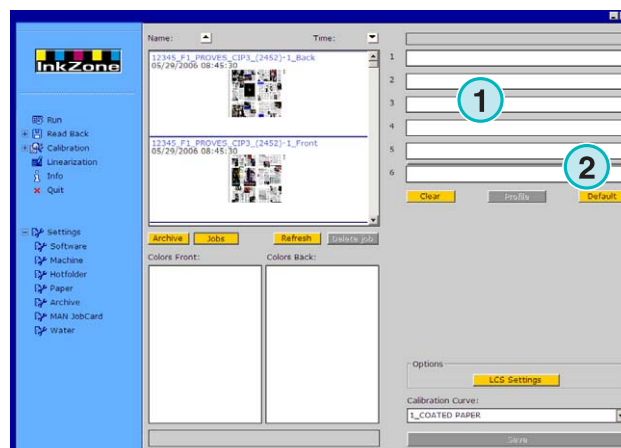 InkZone
Run
Read Back
Calibration
Linearization
Info
Quit
Settings
Software
Machine
Hotfolder
Paper
Archive
MAN JobCard
Water
Name:
Time:
12345_F1_PROVES_CIP3_(2452)-1_Back
05/29/2006 08:45:30
12345_F1_PROVES_CIP3_(2452)-1_Front
05/29/2006 08:45:30
Archive Jobs Refresh Delete job
Colors Front: Colors Back:
1
2
3
4
5
6
1
2
Clear Profile Default
Options
LCS Settings
Calibration Curve:
1_COATED PAPER
Save